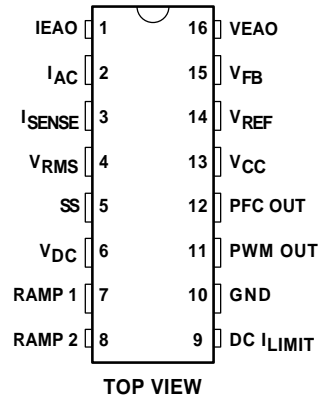 IEAO 1 16 VEAO
IAC 2 15 VFB
ISENSE 3 14 VREF
VRMS 4 13 VCC
SS 5 12 PFC OUT
VDC 6 11 PWM OUT
RAMP 1 7 10 GND
RAMP 2 8 9 DC ILIMIT
TOP VIEW